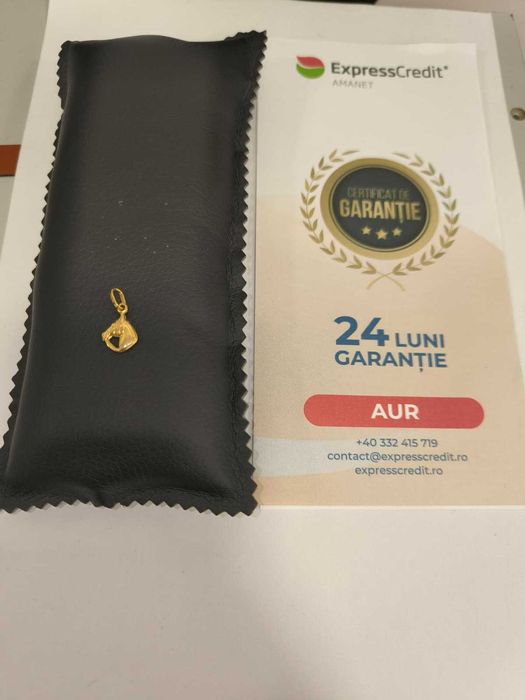 ExpressCredit®
AMANET
CERTIFICAT DE
GARANȚIE
24 LUNI
GARANȚIE
AUR
+40 332 415 719
contact@expresscredit.ro
expresscredit.ro